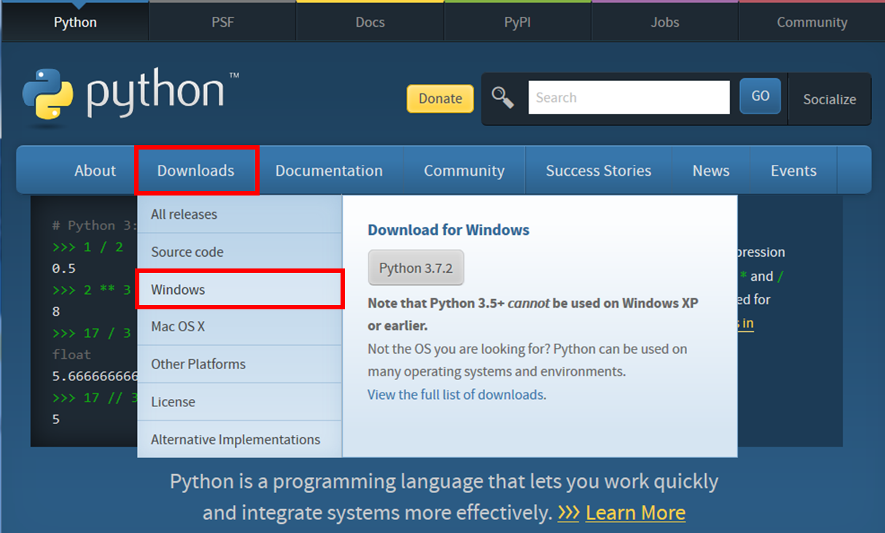 Python PSF Docs PyPI Jobs Community
python™
Donate Search GO Socialize
About Downloads Documentation Community Success Stories News Events
All releases
Source code
Windows
Mac OS X
Other Platforms
License
Alternative Implementations
Download for Windows
Python 3.7.2
Note that Python 3.5+ cannot be used on Windows XP
or earlier.
Not the OS you are looking for? Python can be used on
many operating systems and environments.
View the full list of downloads.
# Python 3:
>>> 1 / 2
0.5
>>> 2 ** 3
8
>>> 17 / 3
float
5.666666666
>>> 17 // 3
5
* and /
in
Python is a programming language that lets you work quickly
and integrate systems more effectively. >>> Learn More